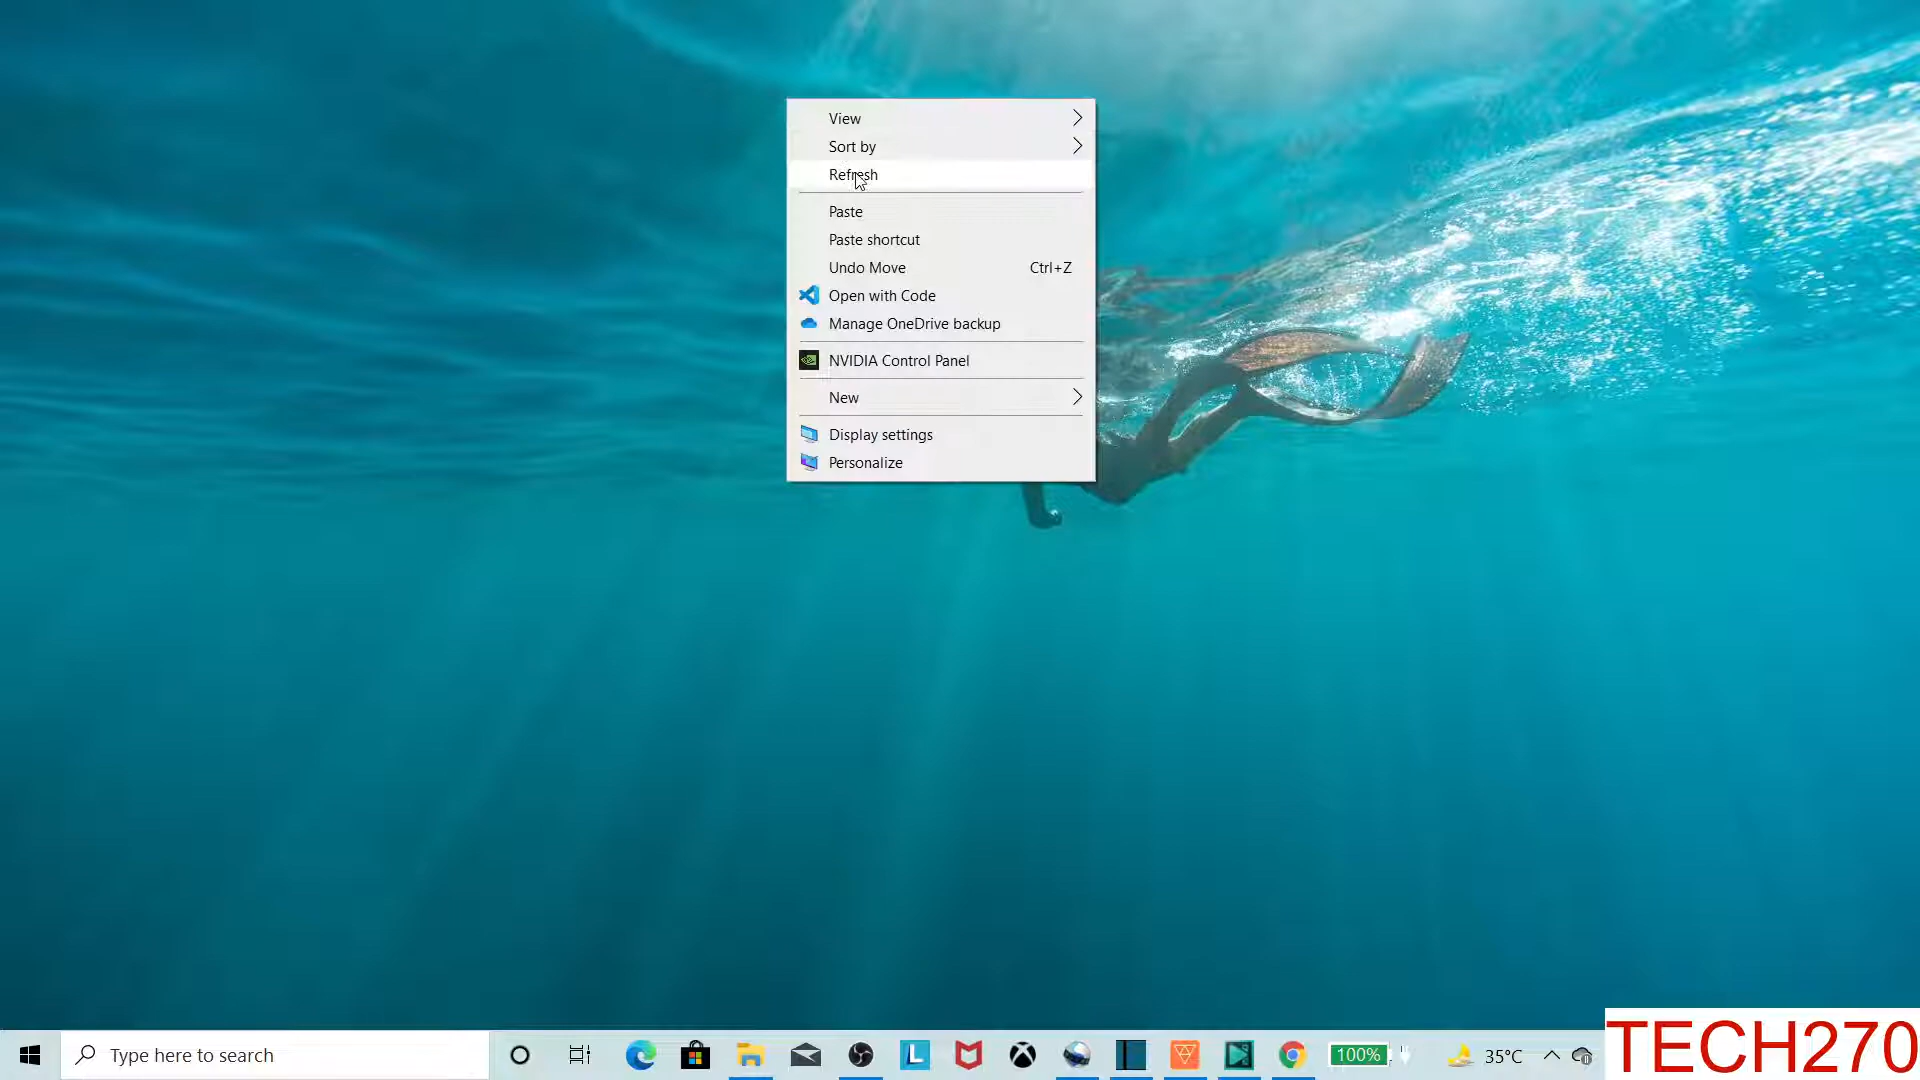 View
Sort by
Refresh
Paste
Paste shortcut
Undo Move Ctrl+Z
Open with Code
Manage OneDrive backup
NVIDIA Control Panel
New
Display settings
Personalize
Type here to search
L
100%
35°C
TECH270